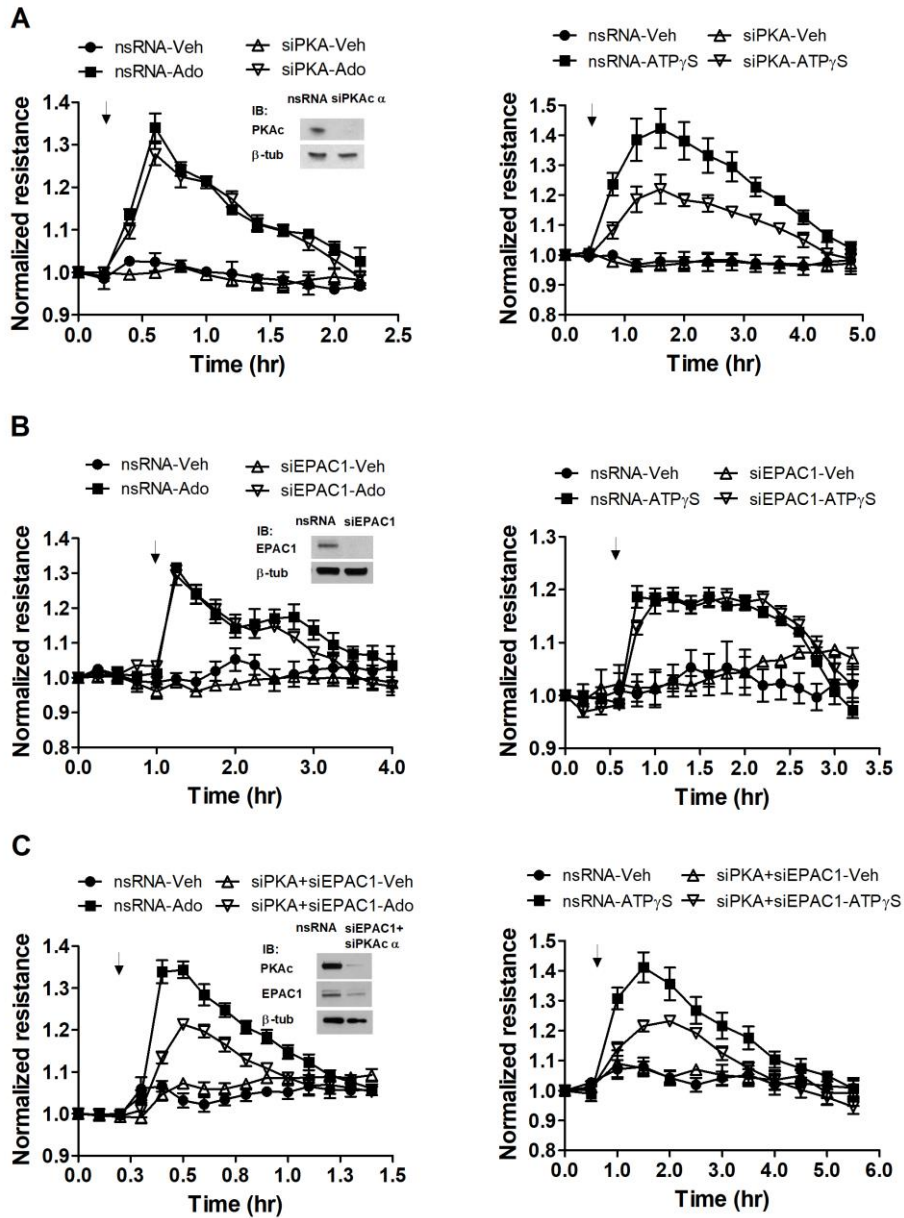 A
nsRNA-Veh siPKA-Veh
nsRNA-Ado siPKA-Ado
nsRNA siPKAc α
IB:
PKAc
β-tub
Normalized resistance
1.4
1.3
1.2
1.1
1.0
0.9
0.0 0.5 1.0 1.5 2.0 2.5
Time (hr)
nsRNA-Veh siPKA-Veh
nsRNA-ATPγS siPKA-ATPγS
Normalized resistance
1.5
1.4
1.3
1.2
1.1
1.0
0.9
0.8
0.0 1.0 2.0 3.0 4.0 5.0
Time (hr)
B
nsRNA-Veh siEPAC1-Veh
nsRNA-Ado siEPAC1-Ado
nsRNA siEPAC1
IB:
EPAC1
β-tub
Normalized resistance
1.4
1.3
1.2
1.1
1.0
0.9
0.8
0.0 1.0 2.0 3.0 4.0
Time (hr)
nsRNA-Veh siEPAC1-Veh
nsRNA-ATPγS siEPAC1-ATPγS
Normalized resistance
1.3
1.2
1.1
1.0
0.9
0.0 0.5 1.0 1.5 2.0 2.5 3.0 3.5
Time (hr)
C
nsRNA-Veh siPKA+siEPAC1-Veh
nsRNA-Ado siPKA+siEPAC1-Ado
nsRNA siEPAC1+
siPKAc α
IB:
PKAc
EPAC1
β-tub
Normalized resistance
1.4
1.3
1.2
1.1
1.0
0.9
0.0 0.3 0.5 0.8 1.0 1.3 1.5
Time (hr)
nsRNA-Veh siPKA+siEPAC1-Veh
nsRNA-ATPγS siPKA+siEPAC1-ATPγS
Normalized resistance
1.5
1.4
1.3
1.2
1.1
1.0
0.9
0.8
0.0 1.0 2.0 3.0 4.0 5.0 6.0
Time (hr)